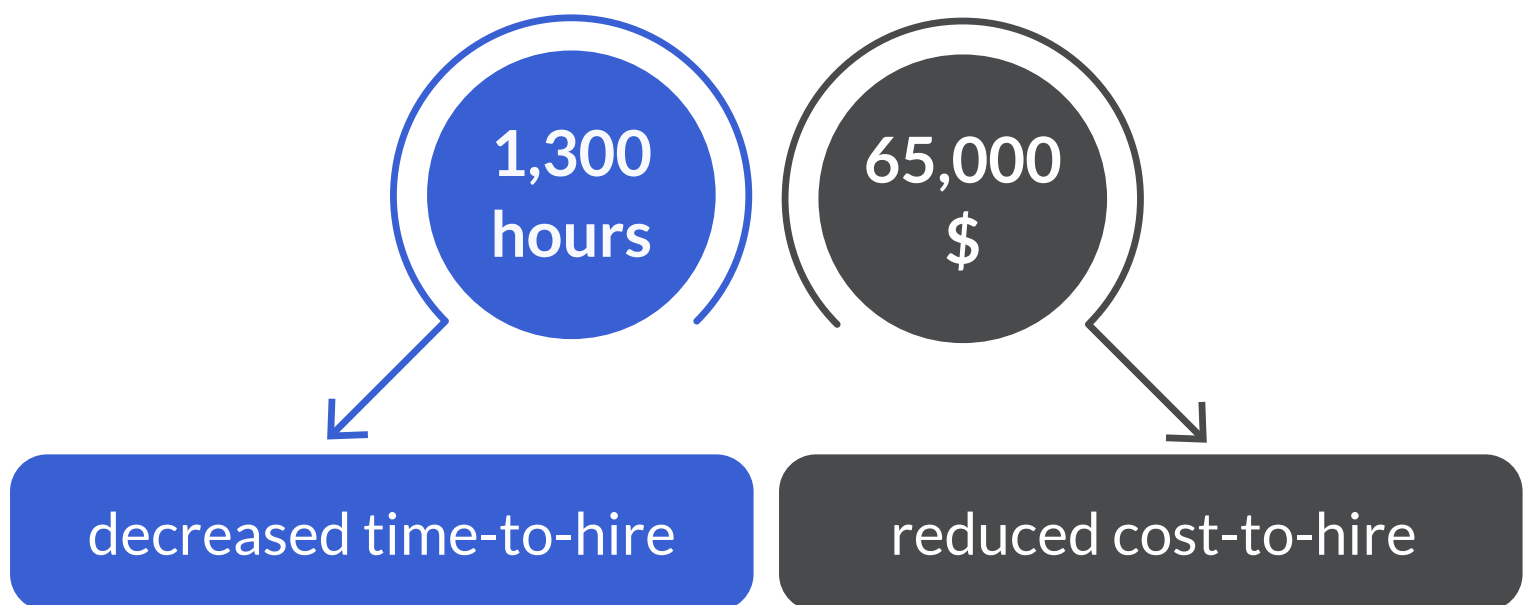 1,300
hours
65,000
$
decreased time-to-hire
reduced cost-to-hire